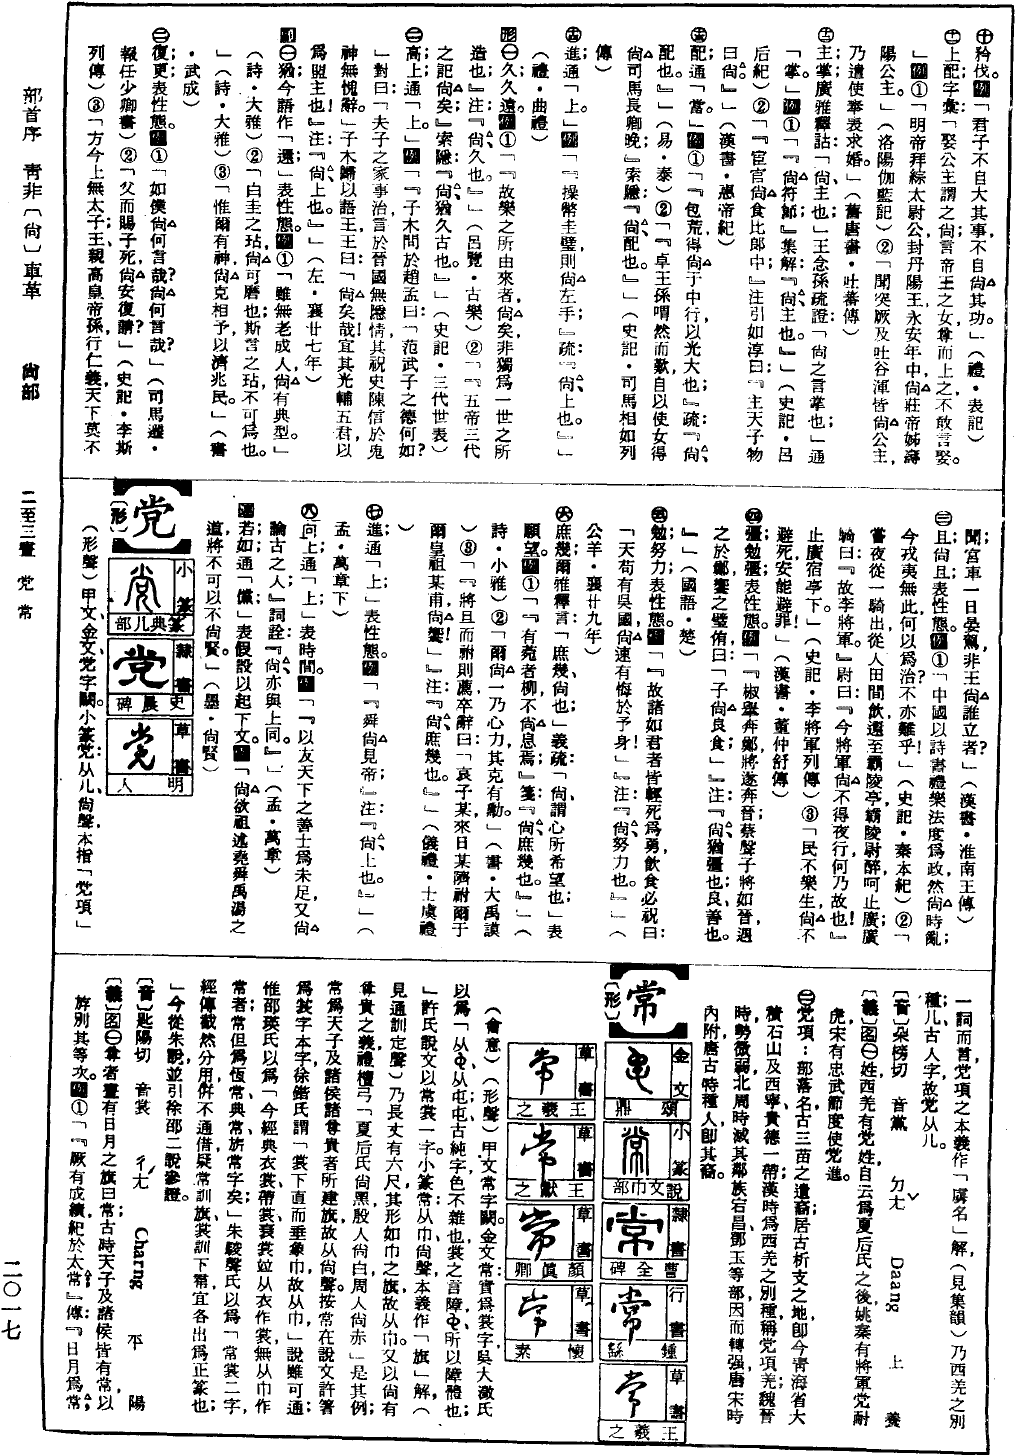 部首序 靑非〔尙〕韋革 尙部 二至三畫 党 常 二〇一七
㊉矜伐。例「君子不自大其事,不自尙其功。」(禮・表記)
上配;字彙:「娶公主謂之尙,言帝王之女尊而上之,不敢言娶。
」例①「明帝拜綜太尉公,封丹陽王,永安年中尙莊帝姊壽
陽公主。」(洛陽伽藍記)②「聞突厥及吐谷渾皆尙公主,
乃遣使奉表求婚。」(舊唐書・吐蕃傳)
主;掌;廣雅釋詁:「尙,主也」王念孫疏證:「尙之言掌也」通
「掌。」例①「『尙符節』集解:『尙,主也。』」(史記・呂
后紀)②「『宦官尙食比郎中』注引如淳曰:『主天子物
曰尙。』」(漢書・惠帝紀)
配;通「當。」例①「『包荒,得尙于中行,以光大也』疏:『尙,
配也。』」(易・泰)②「『卓王孫喟然而歎,自以使女得
尙司馬長卿晚』索隱:『尙,配也。』」(史記・司馬相如列
傳)
進;通「上。」例「『操幣圭璧,則尙左手』疏:『尙,上也。』」
(禮・曲禮)
形㊀久;久遠。例①「『故樂之所由來者尙矣,非獨爲一世之所
造也』注:『尙,久也。』」(呂覽・古樂)②「『五帝三代
之記,尙矣』索隱:『尙猶久古也。』」(史記・三代世表)
㊁高;上;通「上。」例「『子木問於趙孟曰:「范武子之德何如?
」對曰:「夫子之家事治,言於晉國無隱情,其祝史陳信於鬼
神無愧辭。」子木歸以語王,王曰:「尙矣哉!宜其光輔五君,以
爲盟主也!』注:『尙,上也。』」(左・襄廿七年)
副㊀猶今語作「還;」表性態。例①「雖無老成人,尙有典型。」
(詩・大雅)②「白圭之玷,尙可磨也;斯言之玷,不可爲也。
」(詩・大雅)③「惟爾有神,尙克相予以濟兆民。」(書
・武成)
㊁復;更;表性態。例①「如僕尙何言哉?尙何言哉?」(司馬遷・
報任少卿書)②「父而賜子死,尙安復請?」(史記・李斯
列傳)③「方今上無太子,王親高皇帝孫,行仁義,天下莫不
聞,宮車一日晏駕,非王尙誰立者?」(漢書・准南王傳)
㊂且;尙且;表性態。例①「中國以詩書禮樂法度爲政,然尙時亂;
今戎夷無此,何以爲治?不亦難乎!」(史記・秦本紀)②「
嘗夜從一騎出,從人田間飲,還至霸陵亭,霸陵尉醉,呵止廣;廣
騎曰:『故李將軍。』尉曰:『今將軍尙不得夜行,何乃故也!』
止廣宿亭下。」(史記・李將軍列傳)③「民不樂生,尙不
避死,安能避罪!」(漢書・董仲舒傳)
㊃彊勉;彊;表性態。例「『椒舉奔鄭,將遂奔晉,蔡聲子將如晉,遇
之於鄭,饗之璧侑,曰:「子尙良食」』注:『尙猶彊也;良,善也。
』」(國語・楚)
㊄勉;努力;表性態。例「『故諸如君者皆輕死爲勇,飲食必祝曰:
「天苟有吳國,尙速有悔於予身!」』注:『尙,努力也。』」(
公羊・襄廿九年)
㊅庶幾;爾雅釋言:「庶幾,尙也」義疏:「尙謂心所希望也」表
願望。例①「『有菀者柳,不尙息焉』箋:『尙,庶幾也。』」(
詩・小雅)②「爾尙一乃心力,其克有勳。」(書・大禹謨
)③「『將旦而祔,則薦,卒辭曰:「哀子某,來日某隮祔爾于
爾皇祖某甫,尙饗」』注:『尙,庶幾也。』」(儀禮・士虞禮
)
㊆進;通「上;」表性態。例「『舜尙見帝』注:『尙,上也。』」(
孟・萬章下)
㊇向上;通「上;」表時間。例「『以友天下之善士爲未足,又尙
論古之人』詞詮:『尙亦與上同。』」(孟・萬章)
連若;如;通「儻;」表假設以起下文。例「尙欲祖述堯舜禹湯之
道,將不可以不尙賢。」(墨・尙賢)
党
〔形〕
小篆 党 篆典儿部
隸書 党 史晨碑
草書 党 明人
(形聲)甲文、金文党字闕。小篆党,从儿,尙聲,本指「党項」
一詞而言,党項之本義作「虜名」解,(見集韻)乃西羌之別
種;儿,古人字,故党从儿。
〔音〕朵愣切 音黨 ㄉㄤˇ Daang 上 養
〔義〕名㊀姓,西羌有党姓,自云爲夏后氏之後,姚秦有將軍党耐
虎,宋有忠武節度使党進。
㊁党項:部落名,古三苗之遺裔,居古析支之地,卽今靑海省大
積石山及西寧貴德一帶,漢時爲西羌之別種,稱党項羌,魏晉
時勢微弱,北周時滅其鄰族宕昌鄧玉等部,因而轉强,唐宋時
內附,唐古特種人卽其裔。
常
〔形〕
金文 常 頌鼎
小篆 常 說文巾部
隸書 常 曹全碑
行書 常 鍾繇
草書 常 王羲之
草書 常 王羲之
草書 常 王獻之
草書 常 顏眞卿
草書 常 懷素
(會意)(形聲)甲文常字闕。金文常,實爲裳字,吳大澂氏
以爲「从,从屯,屯古純字,色不雜也,裳之言障,所以障體也;
」許氏說文以常裳一字。小篆常,从巾,尙聲,本義作「旗」解,(
見通訓定聲)乃長丈有六尺,其形如巾之旗,故从巾。又以尙有
尊貴之義,禮檀弓:「夏后氏尙黑,殷人尙白,周人尙赤」是其例;
常爲天子及諸侯諸尊貴者所建旗,故从尙聲。按常在說文許箸
爲裳字本字,徐鍇氏謂:「裳下直而垂,象巾,故从巾」說雖可通;
惟邵瑛氏以爲:「今經典衣裳、帶裳、褰裳竝从衣作裳,無从巾作
常者;常但爲恆常、典常、旂常字矣」朱駿聲氏以爲:「常裳二字,
經傳截然分用,倂不通借,疑常訓旗,裳訓下帬,宜各出爲正篆也;
」今從朱說,並引徐邵二說參證。
〔音〕匙陽切 音裳 ㄔㄤˊ Charng 平 陽
〔義〕名㊀尊者畫有日月之旗曰常;古時天子及諸侯皆有常,以
旂別其等次。例①「『厥有成績,紀於太常』傳:『日月爲常;